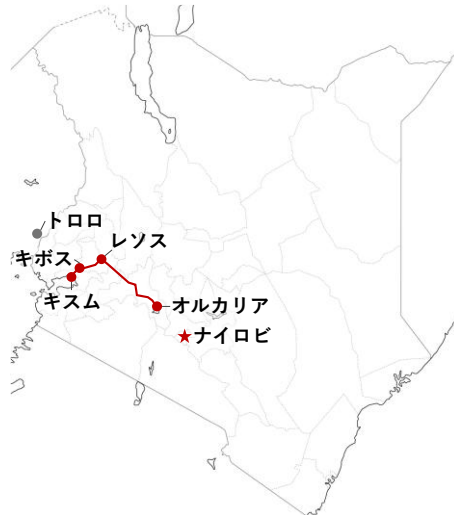 トロロ
レソス
キボス
キスム
オルカリア
ナイロビ